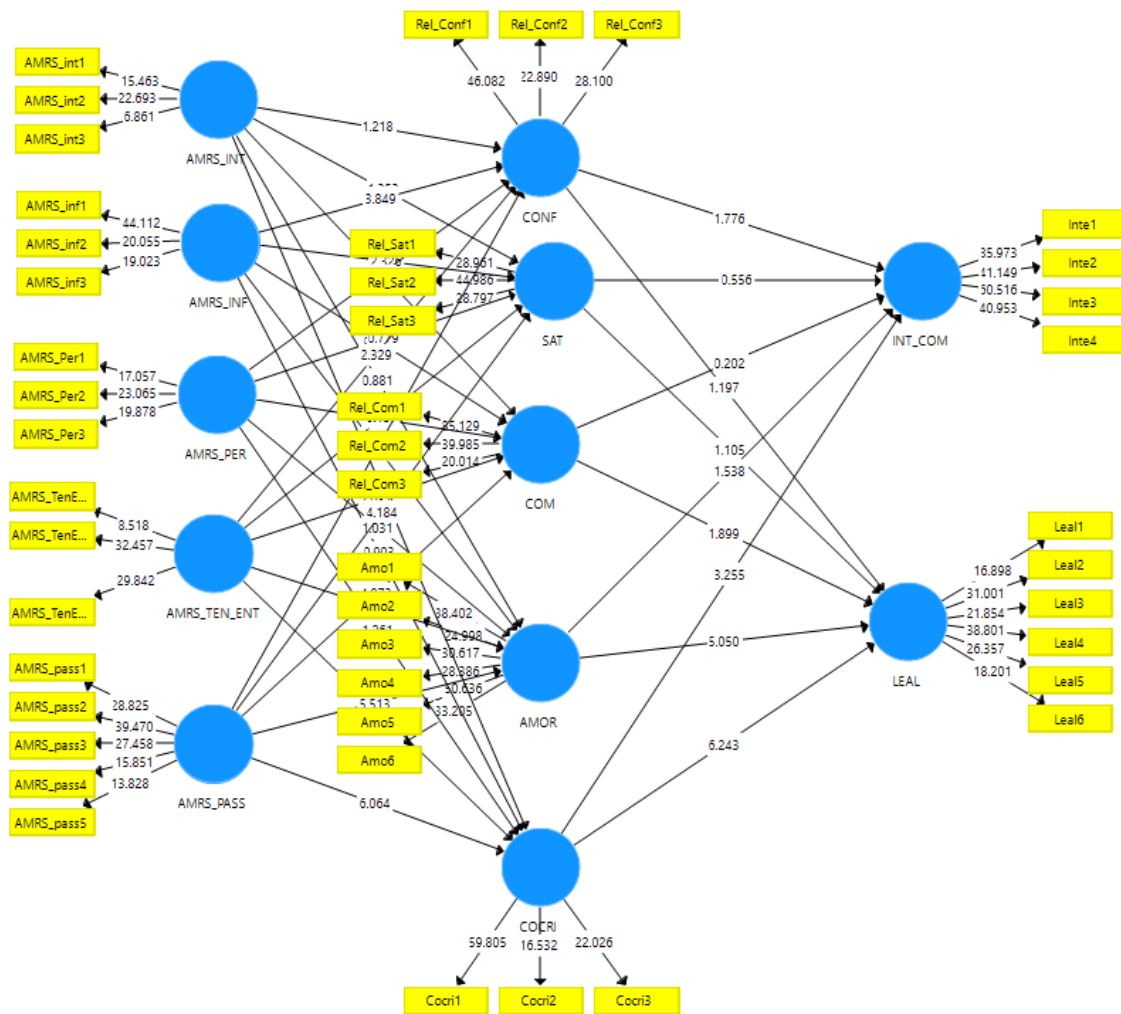 Rel_Conf1
Rel_Conf2
Rel_Conf3
46.082
22.890
28.100
AMRS_int1
AMRS_int2
AMRS_int3
15.463
22.693
6.861
AMRS_INT
1.218
CONF
3.849
AMRS_inf1
AMRS_inf2
AMRS_inf3
44.112
20.055
19.023
AMRS_INF
Rel_Sat1
Rel_Sat2
Rel_Sat3
28.961
44.986
28.797
SAT
1.776
0.556
Inte1
Inte2
Inte3
Inte4
35.973
41.149
50.516
40.953
INT_COM
AMRS_Per1
AMRS_Per2
AMRS_Per3
17.057
23.065
19.878
AMRS_PER
2.329
0.881
0.202
1.197
Rel_Com1
Rel_Com2
Rel_Com3
35.129
39.985
20.014
COM
1.105
1.538
AMRS_TenE...
AMRS_TenE...
AMRS_TenE...
8.518
32.457
29.842
AMRS_TEN_ENT
4.184
1.031
1.899
3.255
Leal1
Leal2
Leal3
Leal4
Leal5
Leal6
16.898
31.001
21.854
38.801
26.357
18.201
LEAL
Amo1
Amo2
Amo3
Amo4
Amo5
Amo6
38.402
24.998
30.617
28.386
50.636
33.205
AMOR
5.050
AMRS_pass1
AMRS_pass2
AMRS_pass3
AMRS_pass4
AMRS_pass5
28.825
39.470
27.458
15.851
13.828
AMRS_PASS
5.513
6.064
6.243
COCRI
59.805
16.532
22.026
Cocri1
Cocri2
Cocri3